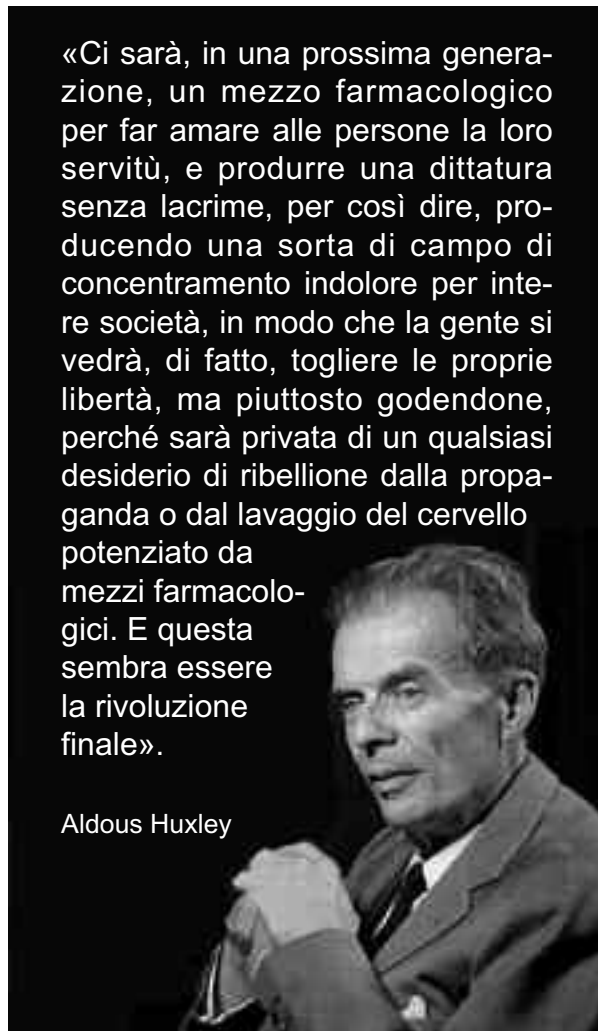 «Ci sarà, in una prossima genera-
zione, un mezzo farmacologico
per far amare alle persone la loro
servitù, e produrre una dittatura
senza lacrime, per così dire, pro-
ducendo una sorta di campo di
concentramento indolore per inte-
re società, in modo che la gente si
vedrà, di fatto, togliere le proprie
libertà, ma piuttosto godendone,
perché sarà privata di un qualsiasi
desiderio di ribellione dalla propa-
ganda o dal lavaggio del cervello
potenziato da
mezzi farmacolo-
gici. E questa
sembra essere
la rivoluzione
finale».
Aldous Huxley